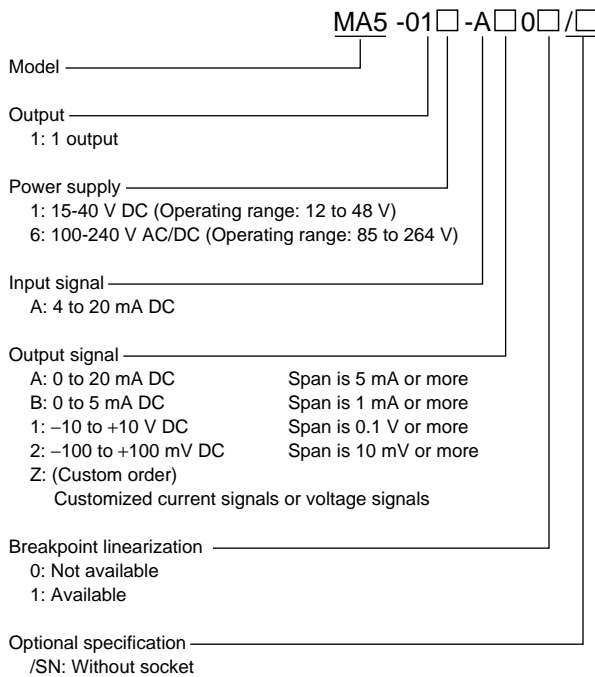 MA5 -01□ -A□0□/□
Model
Output
1: 1 output
Power supply
1: 15-40 V DC (Operating range: 12 to 48 V)
6: 100-240 V AC/DC (Operating range: 85 to 264 V)
Input signal
A: 4 to 20 mA DC
Output signal
A: 0 to 20 mA DC Span is 5 mA or more
B: 0 to 5 mA DC Span is 1 mA or more
1: –10 to +10 V DC Span is 0.1 V or more
2: –100 to +100 mV DC Span is 10 mV or more
Z: (Custom order)
Customized current signals or voltage signals
Breakpoint linearization
0: Not available
1: Available
Optional specification
/SN: Without socket